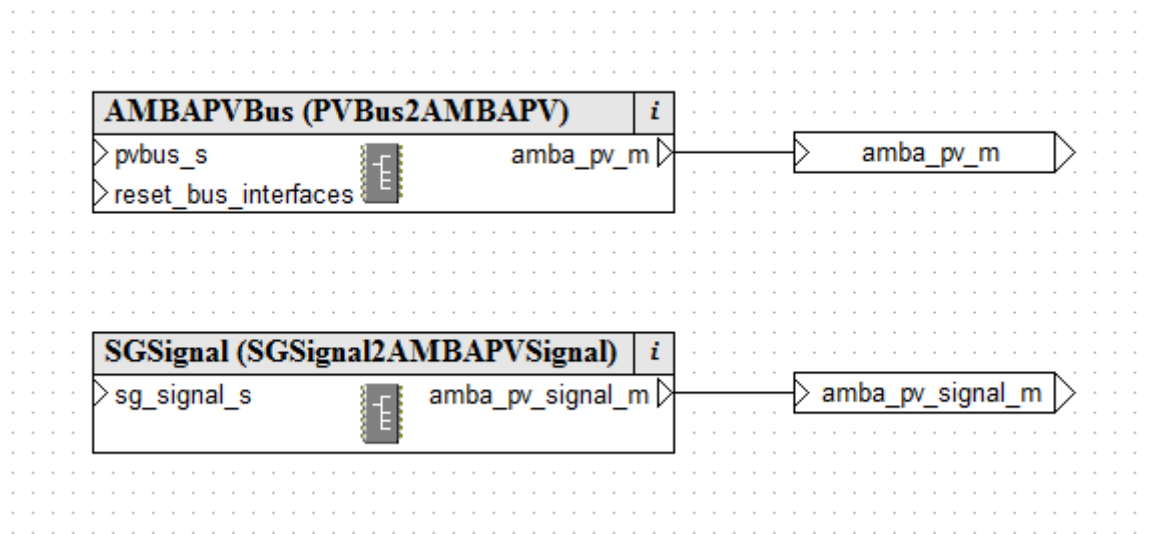 AMBAPVBus (PVBus2AMBAPV) i
pvbus_s amba_pv_m amba_pv_m
reset_bus_interfaces
SGSignal (SGSignal2AMBAPVSignal) i
sg_signal_s amba_pv_signal_m amba_pv_signal_m